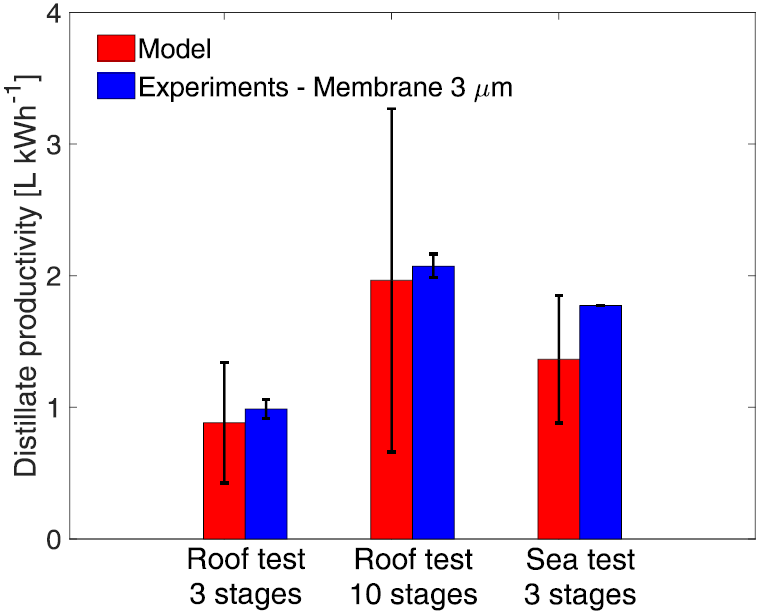 Distillate productivity [L kWh-1]
4
3
2
1
0
Model
Experiments - Membrane 3 μm
Roof test
3 stages
Roof test
10 stages
Sea test
3 stages